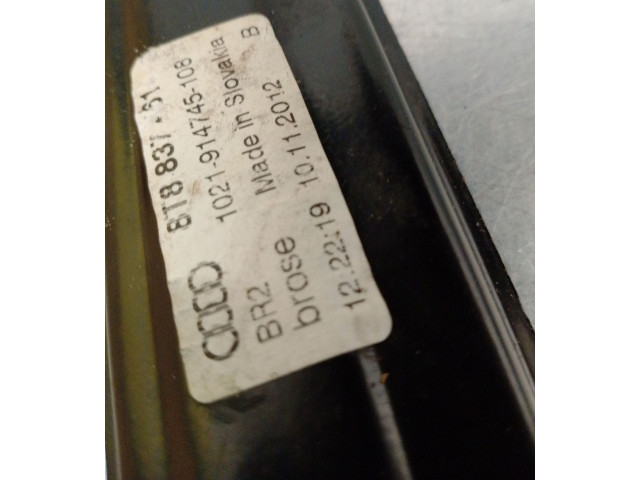 8T8 837 461
1021-914745-108
BR2 Made in Slovakia B
brose 10.11.2012
12:22:19